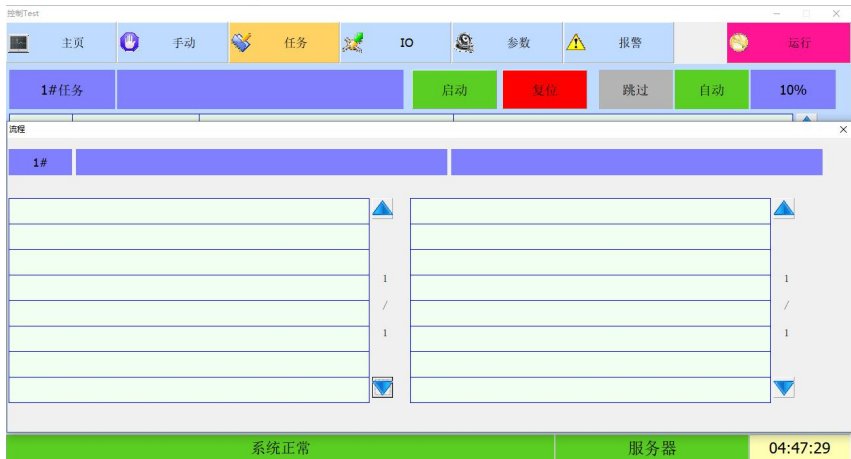 控制Test
主页 手动 任务 IO 参数 报警 运行
1#任务 启动 复位 跳过 自动 10%
流程
1#
1 1
/ /
1 1
系统正常 服务器 04:47:29